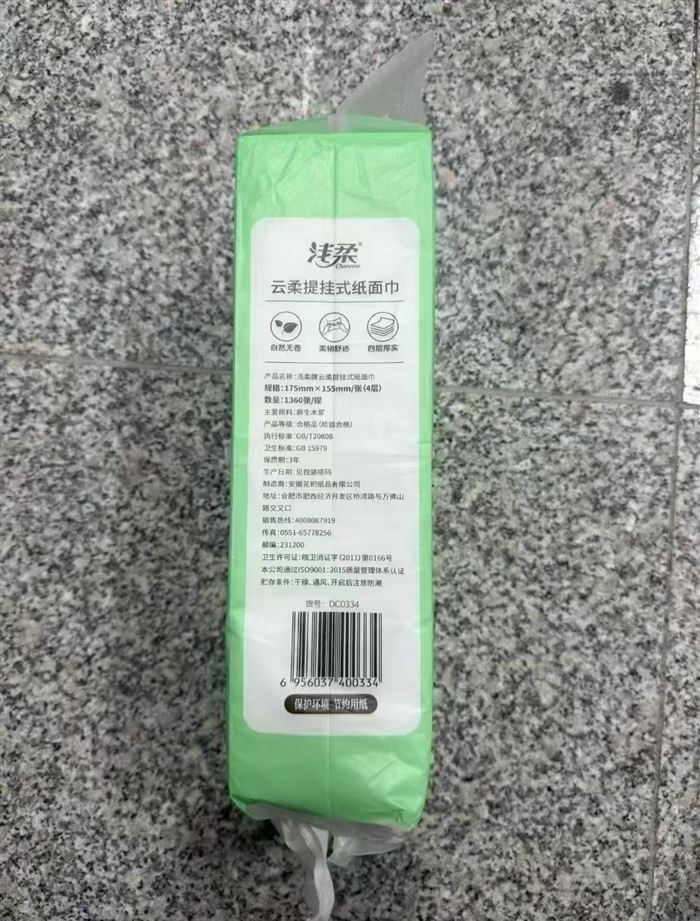 浅柔®
云柔提挂式纸面巾
自然无香 柔韧舒适 四层厚实
产品名称:浅柔牌云柔提挂式纸面巾
规格:175mm×155mm/张(4层)
数量:1360张/提
主要原料:原生木浆
产品等级:合格品(检验合格)
执行标准:GB/T20808
卫生标准:GB 15979
保质期:3年
生产日期:见包装喷码
制造商:安徽花帜纸品有限公司
地址:合肥市肥西经济开发区桥湾路与万佛山
路交叉口
销售热线:4008087919
传真:0551-65778256
邮编:231200
卫生许可证:皖卫消证字(2011)第0166号
本公司通过ISO9001:2015质量管理体系认证
贮存条件:干燥、通风、开启后注意防潮
货号:DC0334
6 956037 400334
保护环境 节约用纸